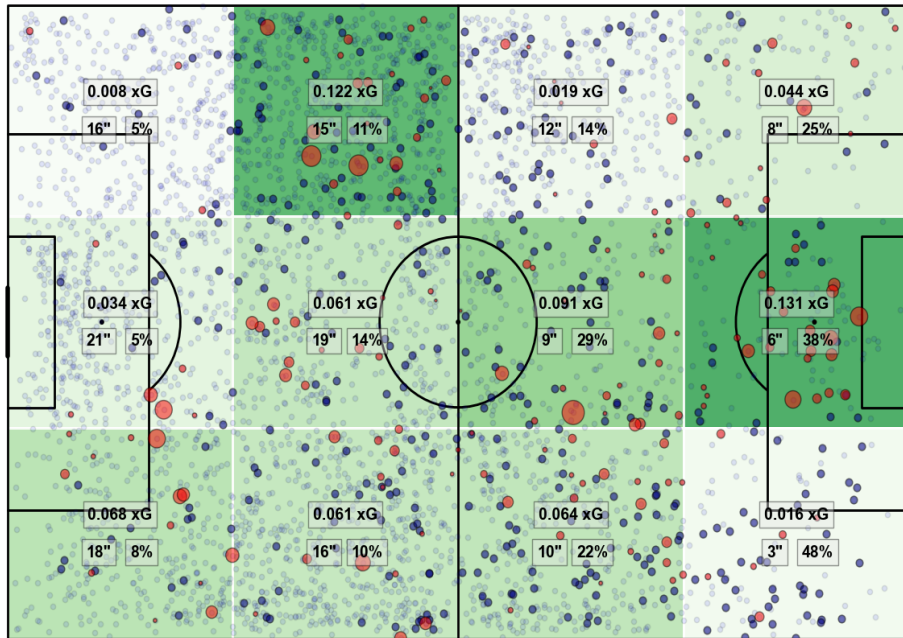 0.008 xG 0.122 xG 0.019 xG 0.044 xG
16" 5% 15" 11% 12" 14% 8" 25%
0.034 xG 0.061 xG 0.091 xG 0.131 xG
21" 5% 19" 14% 9" 29% 6" 38%
0.068 xG 0.061 xG 0.064 xG 0.016 xG
18" 8% 16" 10% 10" 22% 3" 48%